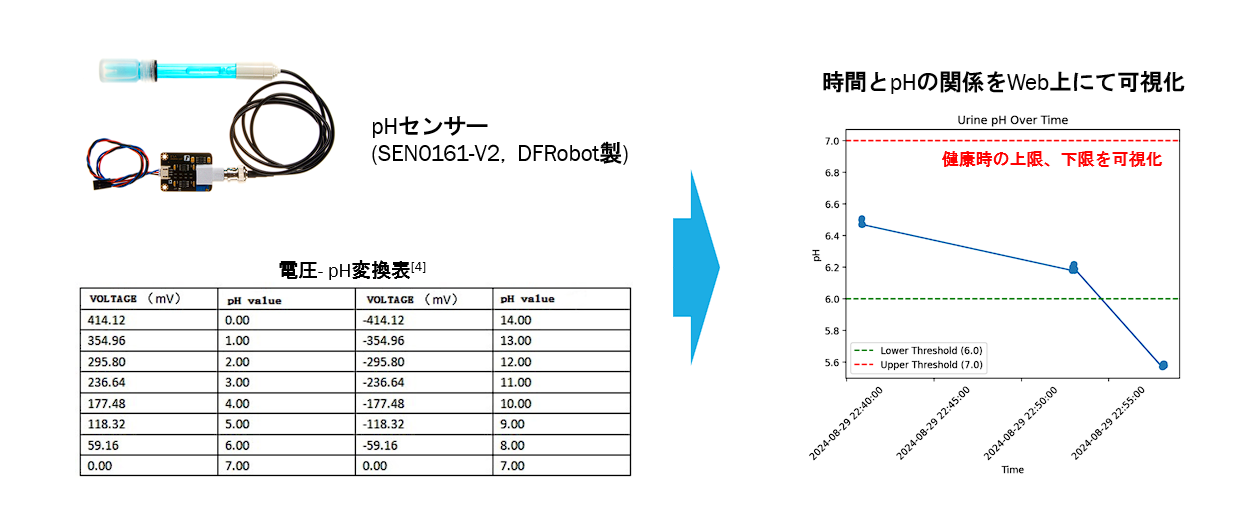 pHセンサー
(SEN0161-V2, DFRobot製)
電圧- pH変換表[4]
VOLTAGE （mV） pH value VOLTAGE （mV） pH value
414.12 0.00 -414.12 14.00
354.96 1.00 -354.96 13.00
295.80 2.00 -295.80 12.00
236.64 3.00 -236.64 11.00
177.48 4.00 -177.48 10.00
118.32 5.00 -118.32 9.00
59.16 6.00 -59.16 8.00
0.00 7.00 0.00 7.00
時間とpHの関係をWeb上にて可視化
Urine pH Over Time
健康時の上限、下限を可視化
7.0
6.8
6.6
6.4
6.2
6.0
5.8
5.6
pH
Lower Threshold (6.0)
Upper Threshold (7.0)
2024-08-29 22:40:00
2024-08-29 22:45:00
2024-08-29 22:50:00
2024-08-29 22:55:00
Time